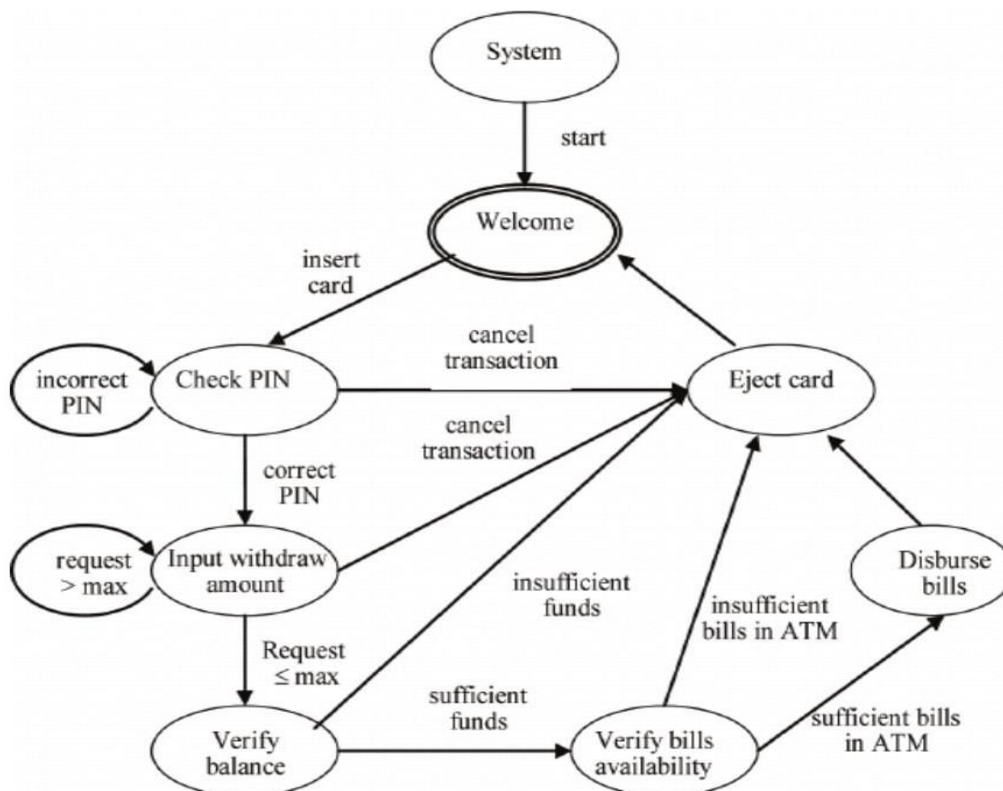 System
start
Welcome
insert
card
cancel
transaction
incorrect
PIN
Check PIN
Eject card
cancel
transaction
correct
PIN
request
> max
Input withdraw
amount
insufficient
funds
insufficient
bills in ATM
Disburse
bills
Request
≤ max
sufficient
funds
sufficient bills
in ATM
Verify
balance
Verify bills
availability